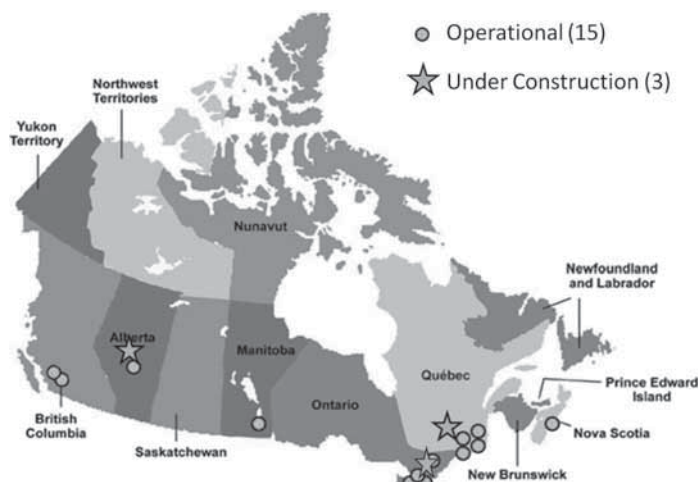 Operational (15)
Under Construction (3)
Northwest
Territories
Yukon
Territory
Nunavut
Newfoundland
and Labrador
Alberta
Manitoba
Québec
Prince Edward
Island
Ontario
British
Columbia
Nova Scotia
Saskatchewan
New Brunswick